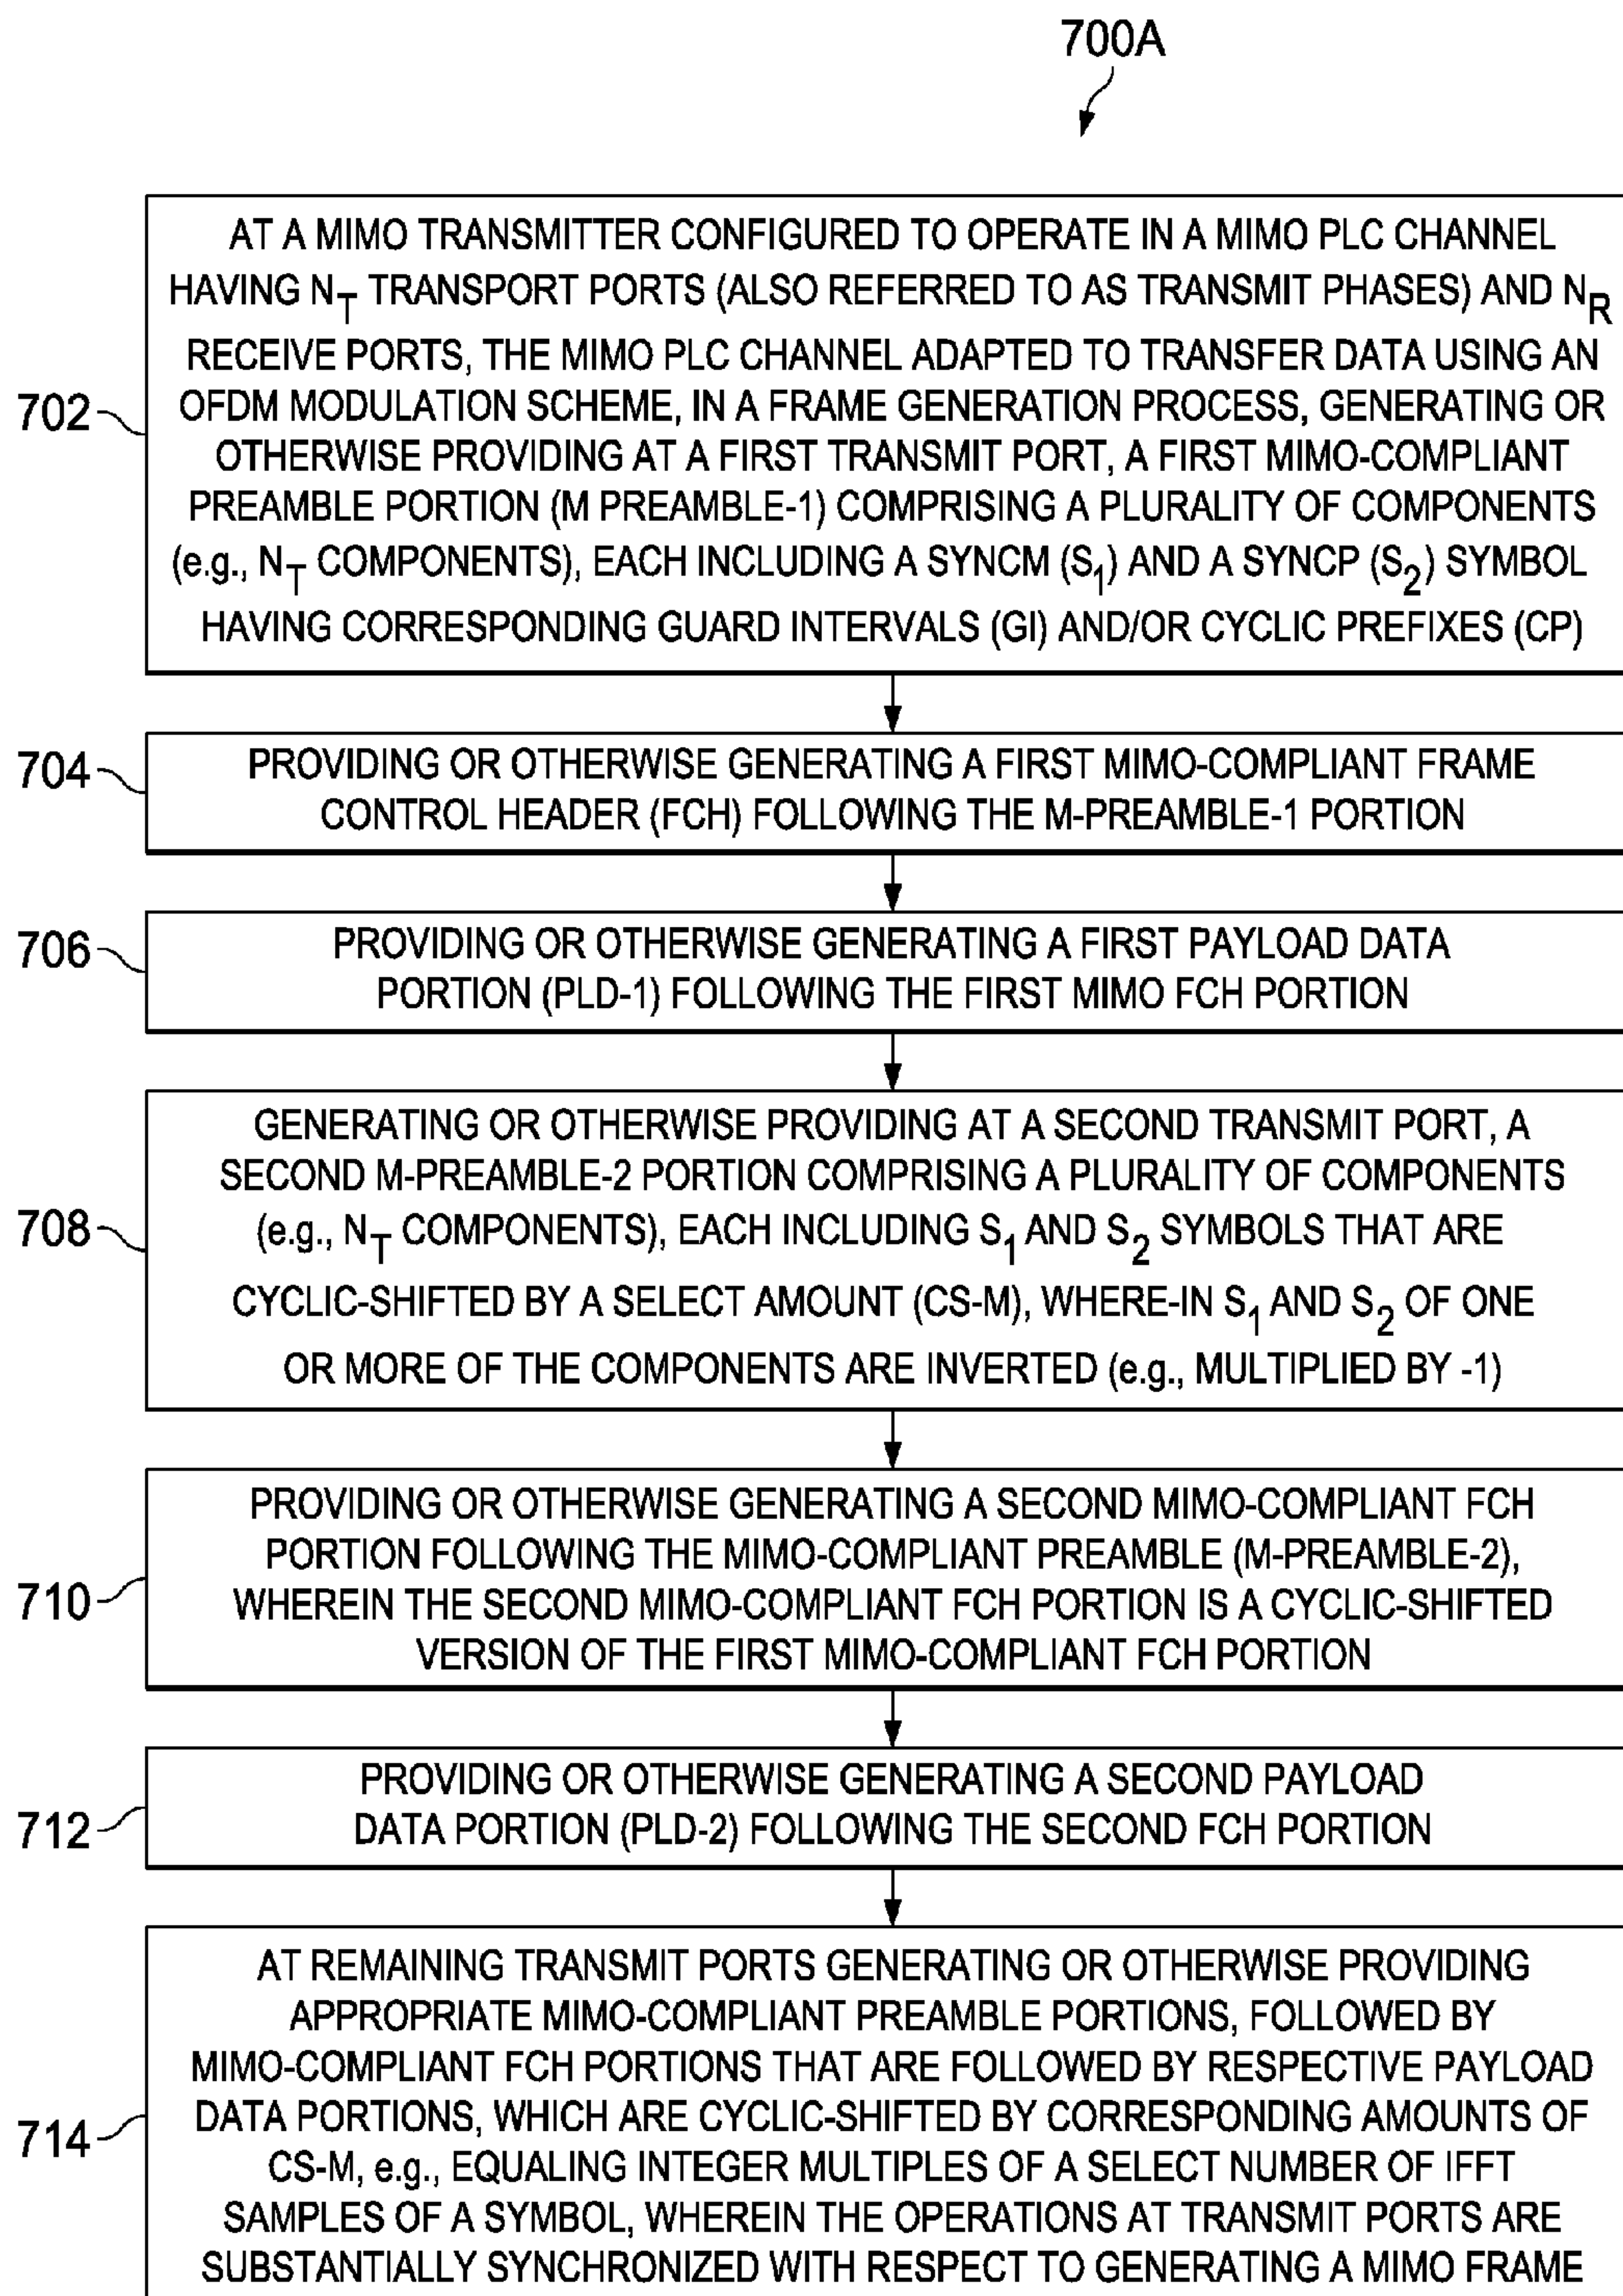 700A
702
AT A MIMO TRANSMITTER CONFIGURED TO OPERATE IN A MIMO PLC CHANNEL
HAVING N_T TRANSPORT PORTS (ALSO REFERRED TO AS TRANSMIT PHASES) AND N_R
RECEIVE PORTS, THE MIMO PLC CHANNEL ADAPTED TO TRANSFER DATA USING AN
OFDM MODULATION SCHEME, IN A FRAME GENERATION PROCESS, GENERATING OR
OTHERWISE PROVIDING AT A FIRST TRANSMIT PORT, A FIRST MIMO-COMPLIANT
PREAMBLE PORTION (M PREAMBLE-1) COMPRISING A PLURALITY OF COMPONENTS
(e.g., N_T COMPONENTS), EACH INCLUDING A SYNCM (S_1) AND A SYNCP (S_2) SYMBOL
HAVING CORRESPONDING GUARD INTERVALS (GI) AND/OR CYCLIC PREFIXES (CP)
704
PROVIDING OR OTHERWISE GENERATING A FIRST MIMO-COMPLIANT FRAME
CONTROL HEADER (FCH) FOLLOWING THE M-PREAMBLE-1 PORTION
706
PROVIDING OR OTHERWISE GENERATING A FIRST PAYLOAD DATA
PORTION (PLD-1) FOLLOWING THE FIRST MIMO FCH PORTION
708
GENERATING OR OTHERWISE PROVIDING AT A SECOND TRANSMIT PORT, A
SECOND M-PREAMBLE-2 PORTION COMPRISING A PLURALITY OF COMPONENTS
(e.g., N_T COMPONENTS), EACH INCLUDING S_1 AND S_2 SYMBOLS THAT ARE
CYCLIC-SHIFTED BY A SELECT AMOUNT (CS-M), WHERE-IN S_1 AND S_2 OF ONE
OR MORE OF THE COMPONENTS ARE INVERTED (e.g., MULTIPLIED BY -1)
710
PROVIDING OR OTHERWISE GENERATING A SECOND MIMO-COMPLIANT FCH
PORTION FOLLOWING THE MIMO-COMPLIANT PREAMBLE (M-PREAMBLE-2),
WHEREIN THE SECOND MIMO-COMPLIANT FCH PORTION IS A CYCLIC-SHIFTED
VERSION OF THE FIRST MIMO-COMPLIANT FCH PORTION
712
PROVIDING OR OTHERWISE GENERATING A SECOND PAYLOAD
DATA PORTION (PLD-2) FOLLOWING THE SECOND FCH PORTION
714
AT REMAINING TRANSMIT PORTS GENERATING OR OTHERWISE PROVIDING
APPROPRIATE MIMO-COMPLIANT PREAMBLE PORTIONS, FOLLOWED BY
MIMO-COMPLIANT FCH PORTIONS THAT ARE FOLLOWED BY RESPECTIVE PAYLOAD
DATA PORTIONS, WHICH ARE CYCLIC-SHIFTED BY CORRESPONDING AMOUNTS OF
CS-M, e.g., EQUALING INTEGER MULTIPLES OF A SELECT NUMBER OF IFFT
SAMPLES OF A SYMBOL, WHEREIN THE OPERATIONS AT TRANSMIT PORTS ARE
SUBSTANTIALLY SYNCHRONIZED WITH RESPECT TO GENERATING A MIMO FRAME